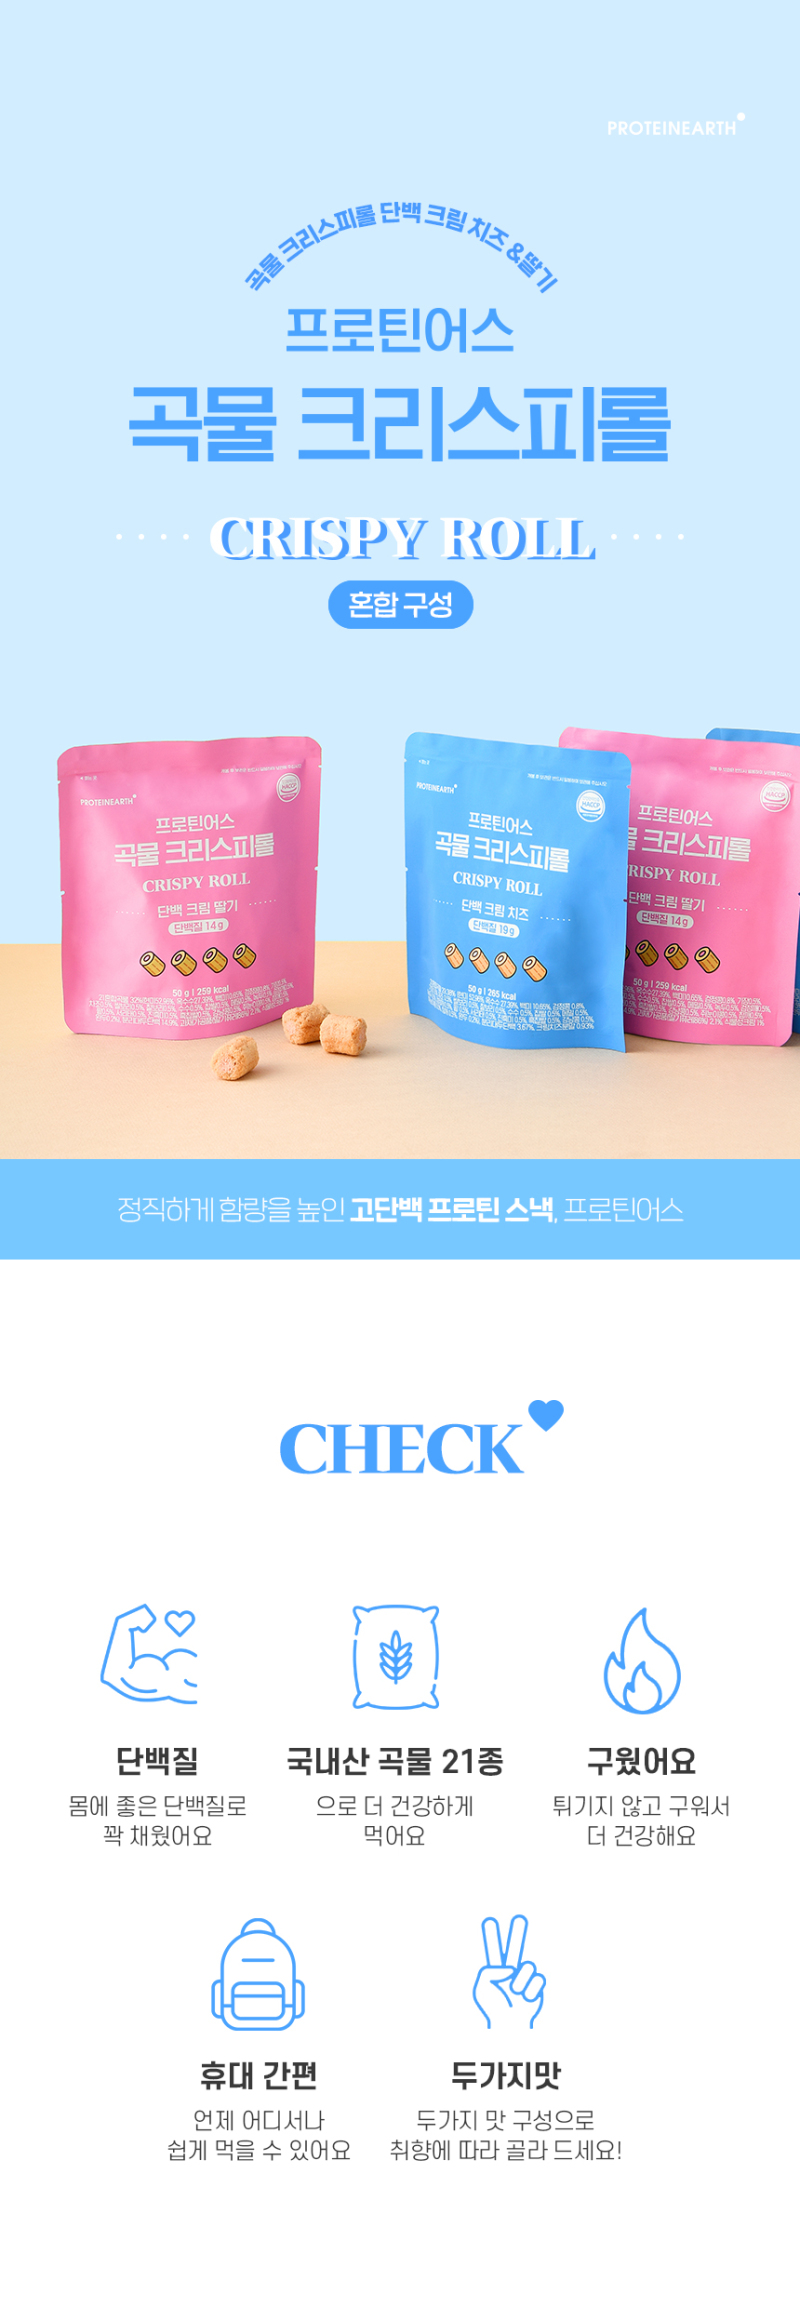 PROTEINEARTH
곡물 크리스피롤 단백 크림 치즈 &딸기
프로틴어스
곡물 크리스피롤
CRISPY ROLL
혼합 구성
HACCP
프로틴어스
곡물 크리스피롤
CRISPY ROLL
단백 크림 딸기
단백질 14g
50 g | 259 kcal
PROTEINEARTH
PROTEINEARTH
HACCP
프로틴어스
곡물 크리스피롤
CRISPY ROLL
단백 크림 치즈
단백질 19g
50 g | 265 kcal
HACCP
프로틴어스
크리스피롤
RISPY ROLL
단백 크림 딸기
단백질 14g
50 g | 259 kcal
정직하게 함량을 높인 고단백 프로틴 스낵, 프로틴어스
CHECK
단백질
몸에 좋은 단백질로
꽉 채웠어요
국내산 곡물 21종
으로 더 건강하게
먹어요
구웠어요
튀기지 않고 구워서
더 건강해요
휴대 간편
언제 어디서나
쉽게 먹을 수 있어요
두가지맛
두가지 맛 구성으로
취향에 따라 골라 드세요!